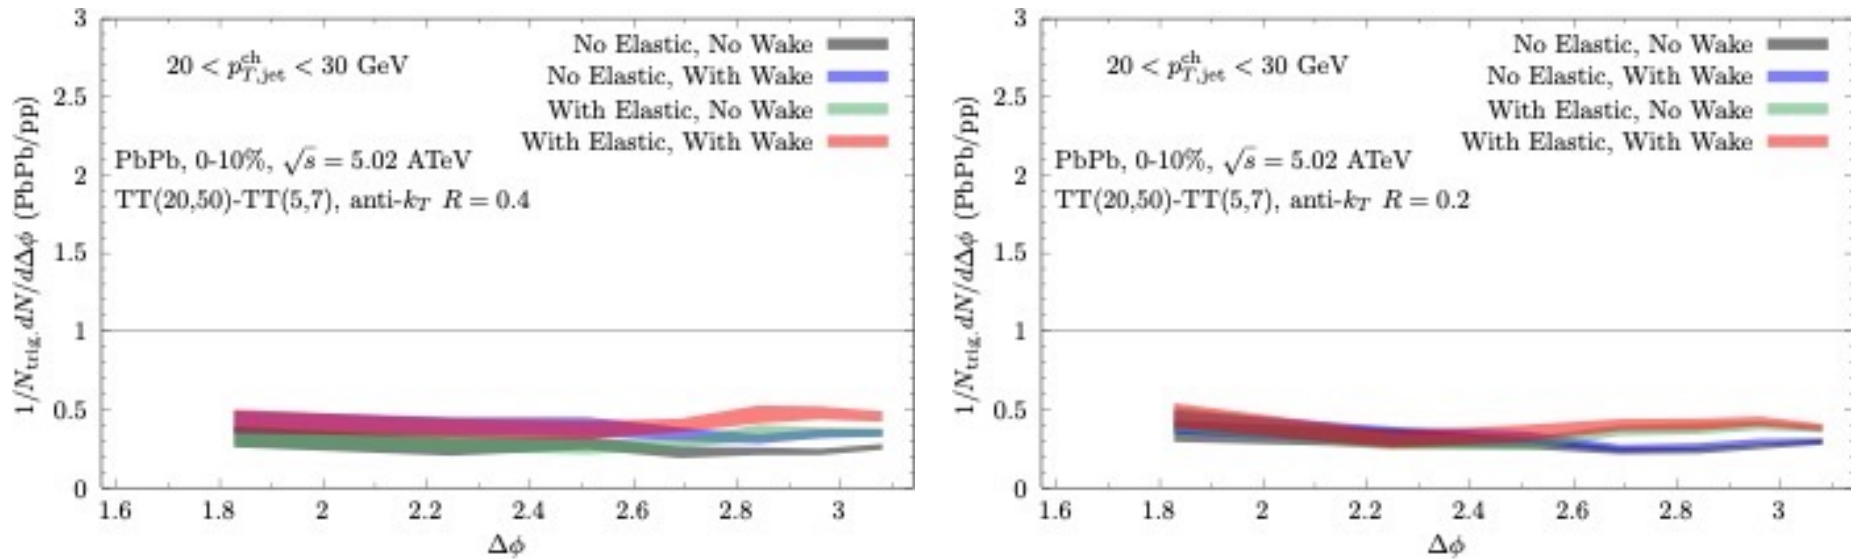 3
2.5
2
1.5
1
0.5
0
1/N_trig. dN/dΔϕ (PbPb/pp)
20 < p^ch_T,jet < 30 GeV
No Elastic, No Wake
No Elastic, With Wake
With Elastic, No Wake
With Elastic, With Wake
PbPb, 0-10%, √s = 5.02 ATeV
TT(20,50)-TT(5,7), anti-k_T R = 0.4
1.6 1.8 2 2.2 2.4 2.6 2.8 3
Δϕ
3
2.5
2
1.5
1
0.5
0
1/N_trig. dN/dΔϕ (PbPb/pp)
20 < p^ch_T,jet < 30 GeV
No Elastic, No Wake
No Elastic, With Wake
With Elastic, No Wake
With Elastic, With Wake
PbPb, 0-10%, √s = 5.02 ATeV
TT(20,50)-TT(5,7), anti-k_T R = 0.2
1.6 1.8 2 2.2 2.4 2.6 2.8 3
Δϕ